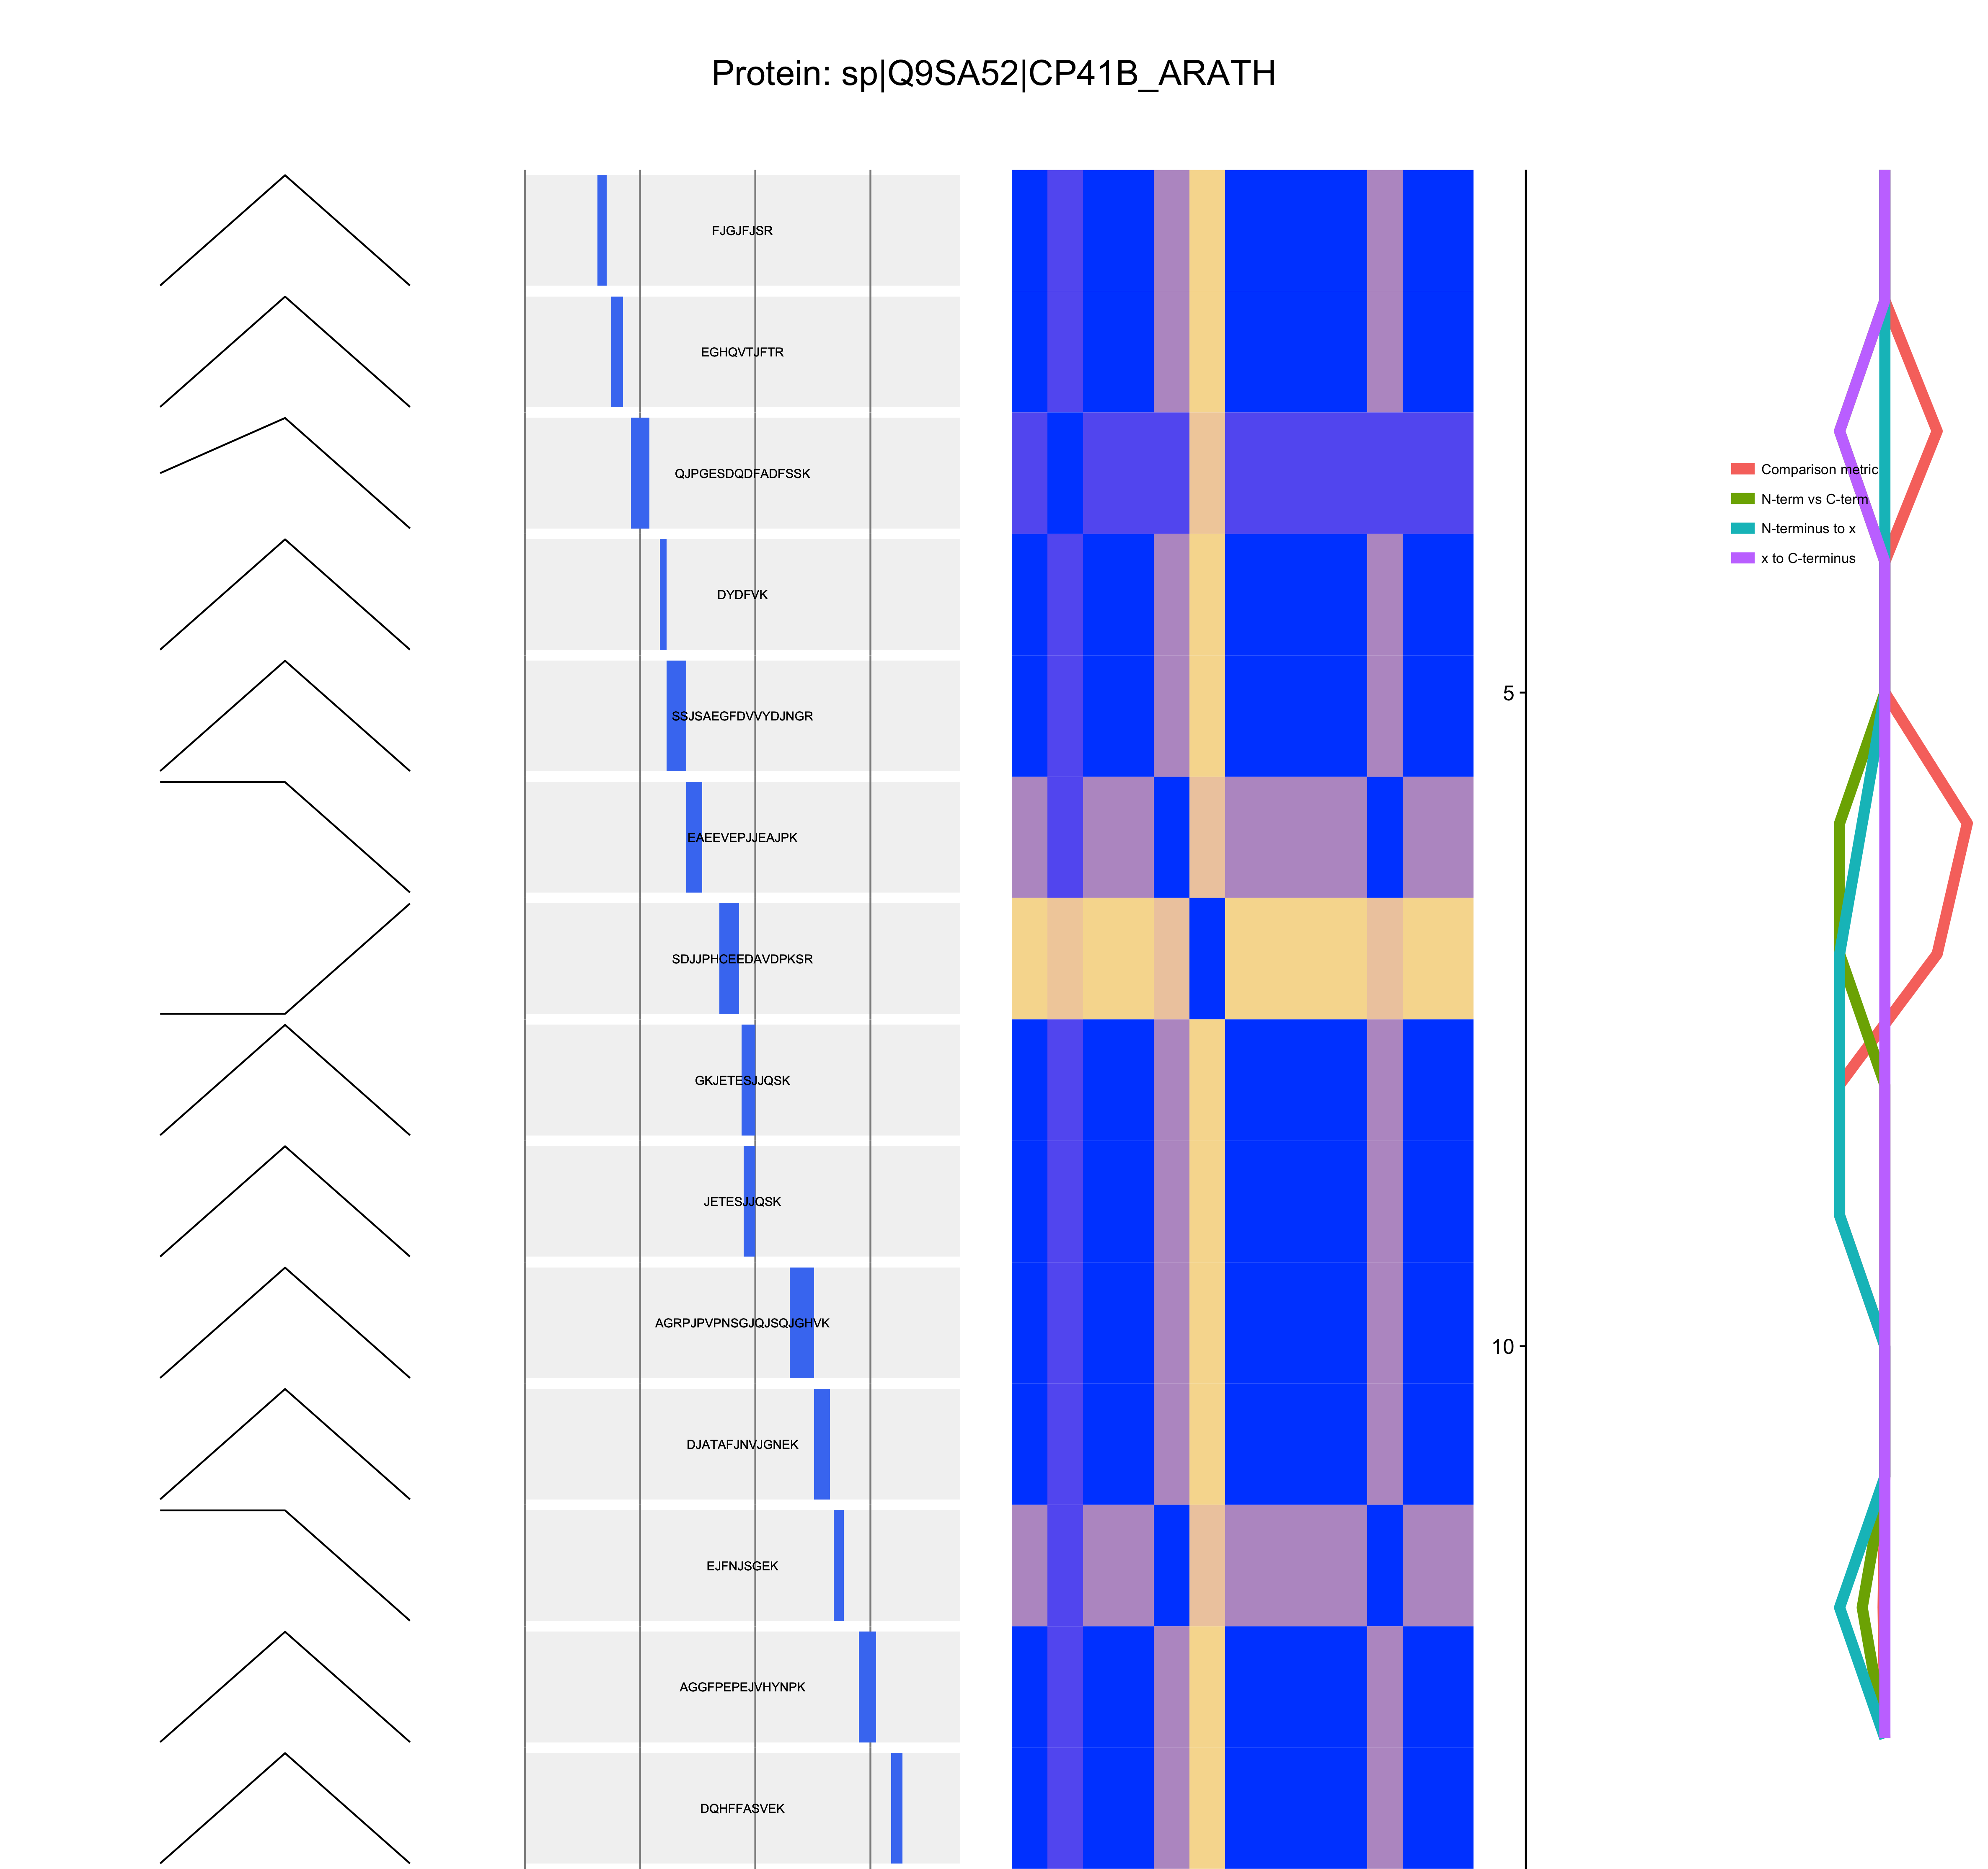 Protein: sp|Q9SA52|CP41B_ARATH
FJGJFJSR
EGHQVTJFTR
QJPGESDQDFADFSSK
Comparison metric
N-term vs C-term
N-terminus to x
x to C-terminus
DYDFVK
5
SSJSAEGFDVVYDJNGR
EAEEVEPJJEAJPK
SDJJPHCEEDAVDPKSR
GKJETESJJQSK
JETESJJQSK
AGRPJPVPNSGJQJSQJGHVK
10
DJATAFJNVJGNEK
EJFNJSGEK
AGGFPEPEJVHYNPK
DQHFFASVEK